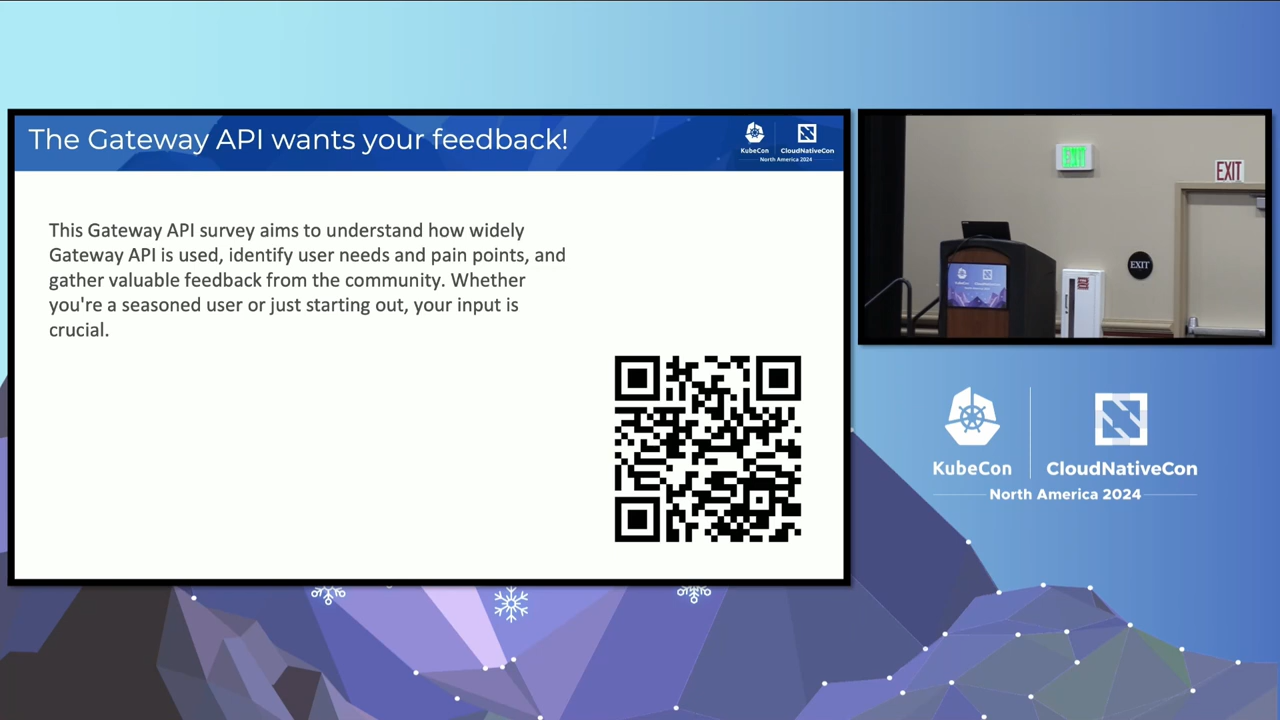 The Gateway API wants your feedback!
KubeCon
CloudNativeCon
North America 2024
This Gateway API survey aims to understand how widely
Gateway API is used, identify user needs and pain points, and
gather valuable feedback from the community. Whether
you're a seasoned user or just starting out, your input is
crucial.
EXIT
EXIT
EXIT
KubeCon
CloudNativeCon
North America 2024